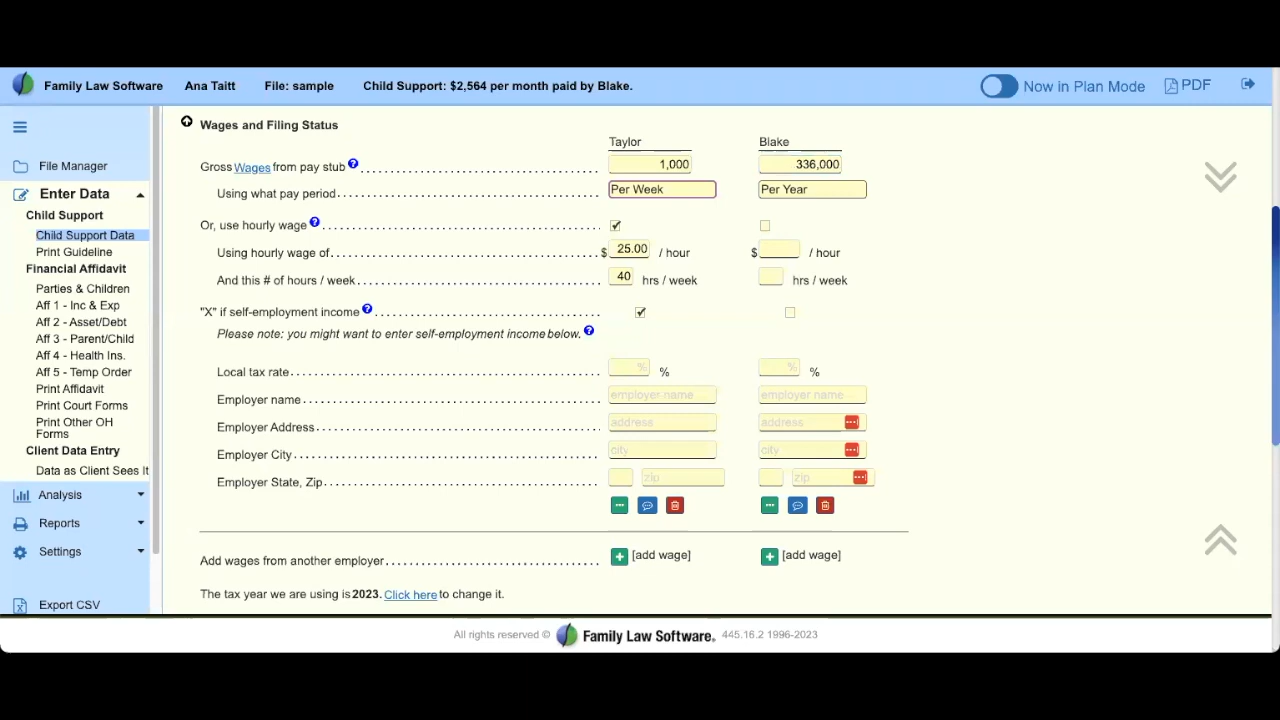 Family Law Software Ana Taitt File: sample Child Support: $2,564 per month paid by Blake. Now in Plan Mode PDF
File Manager
Enter Data
Child Support
Child Support Data
Print Guideline
Financial Affidavit
Parties & Children
Aff 1 - Inc & Exp
Aff 2 - Asset/Debt
Aff 3 - Parent/Child
Aff 4 - Health Ins.
Aff 5 - Temp Order
Print Affidavit
Print Court Forms
Print Other OH
Forms
Client Data Entry
Data as Client Sees It
Analysis
Reports
Settings
Export CSV
Wages and Filing Status
Taylor Blake
Gross Wages from pay stub ? 1,000 336,000
Using what pay period Per Week Per Year
Or, use hourly wage ?
Using hourly wage of $ 25.00 / hour $ / hour
And this # of hours / week 40 hrs / week hrs / week
"X" if self-employment income ?
Please note: you might want to enter self-employment income below. ?
Local tax rate % % % %
Employer name employer name employer name
Employer Address address address
Employer City city city
Employer State, Zip zip zip
Add wages from another employer [add wage] [add wage]
The tax year we are using is 2023. Click here to change it.
All rights reserved © Family Law Software. 445.16.2 1996-2023